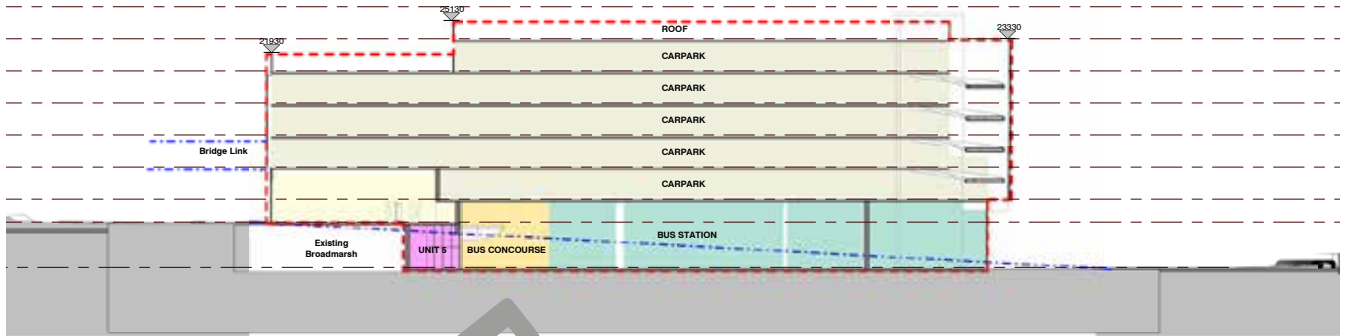 25130
ROOF
23330
21930
CARPARK
CARPARK
CARPARK
Bridge Link
CARPARK
CARPARK
BUS STATION
Existing
Broadmarsh
UNIT 5
BUS CONCOURSE